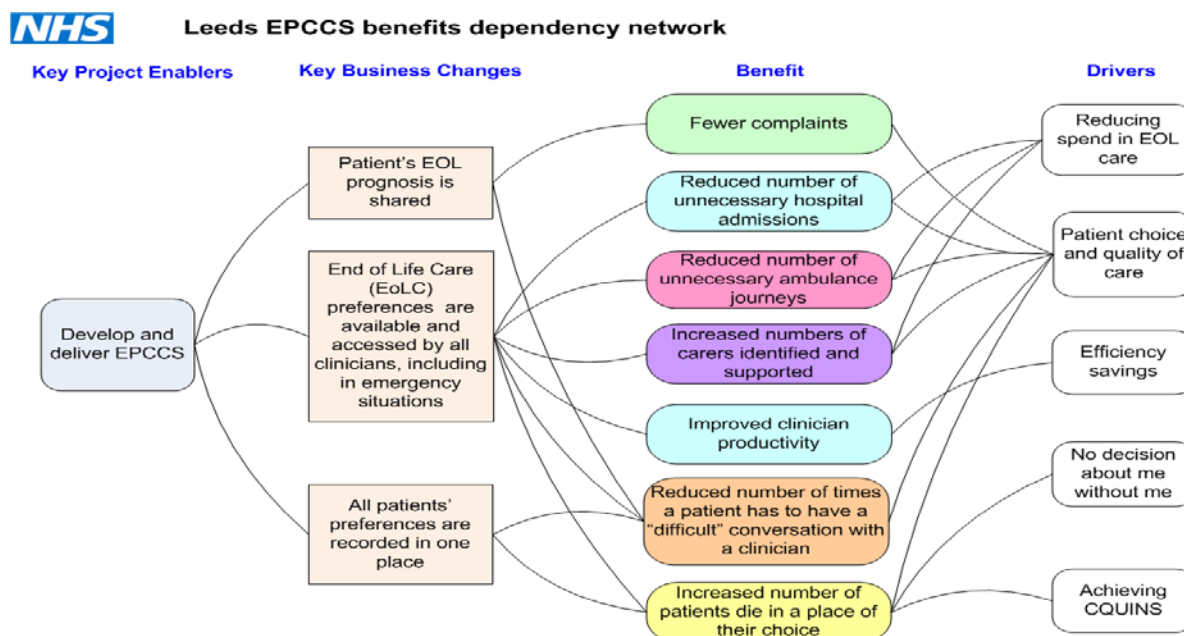 NHS
Leeds EPCCS benefits dependency network
Key Project Enablers
Key Business Changes
Benefit
Drivers
Develop and
deliver EPCCS
Patient's EOL
prognosis is
shared
End of Life Care
(EoLC)
preferences are
available and
accessed by all
clinicians, including
in emergency
situations
All patients'
preferences are
recorded in one
place
Fewer complaints
Reduced number of
unnecessary hospital
admissions
Reduced number of
unnecessary ambulance
journeys
Increased numbers of
carers identified and
supported
Improved clinician
productivity
Reduced number of times
a patient has to have a
“difficult” conversation with
a clinician
Increased number of
patients die in a place of
their choice
Reducing
spend in EOL
care
Patient choice
and quality of
care
Efficiency
savings
No decision
about me
without me
Achieving
CQUINS